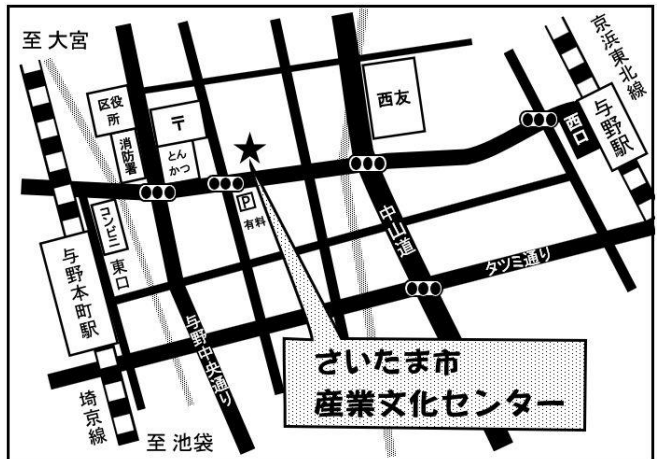 至 大宮
区役所
〒
消防署
とんかつ
西友
京浜東北線
与野駅
西口
P
有料
コンビニ
東口
中山道
タツミ通り
与野本町駅
与野中央通り
さいたま市
産業文化センター
埼京線
至 池袋